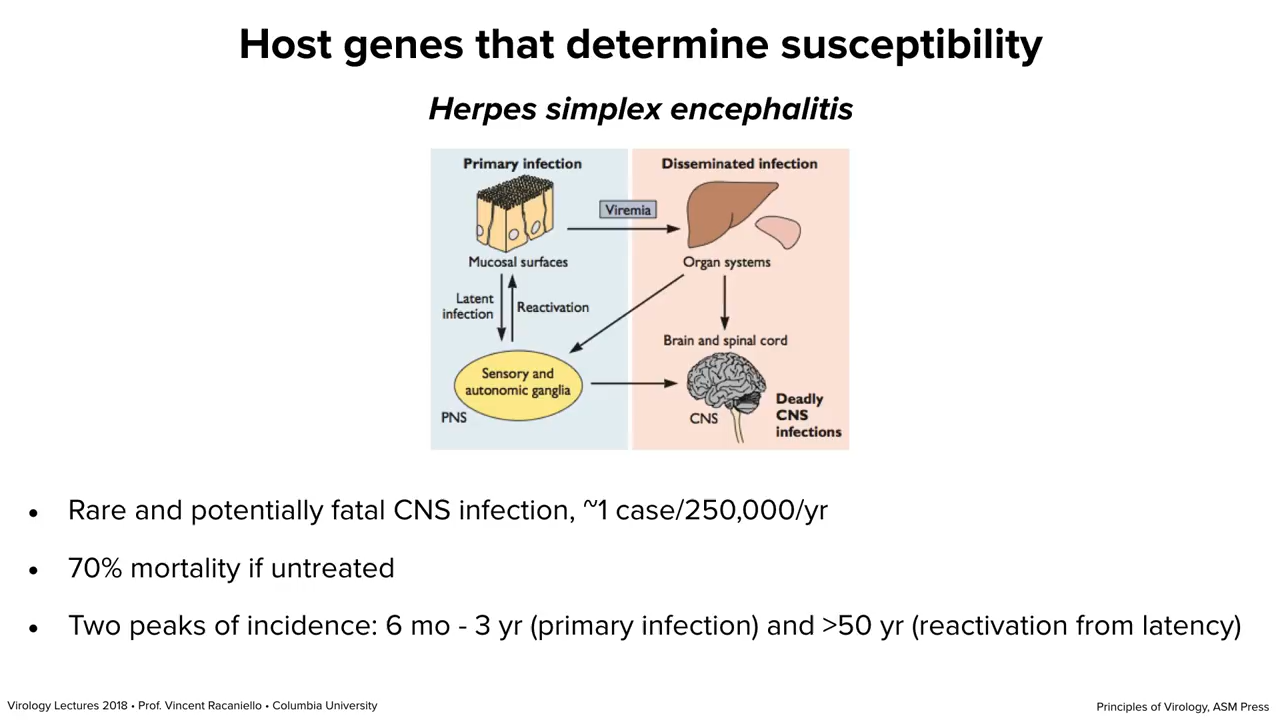 Host genes that determine susceptibility
Herpes simplex encephalitis
Primary infection
Disseminated infection
Viremia
Mucosal surfaces
Organ systems
Latent
infection
Reactivation
Brain and spinal cord
Sensory and
autonomic ganglia
PNS
CNS
Deadly
CNS
infections
• Rare and potentially fatal CNS infection, ~1 case/250,000/yr
• 70% mortality if untreated
• Two peaks of incidence: 6 mo - 3 yr (primary infection) and >50 yr (reactivation from latency)
Virology Lectures 2018 • Prof. Vincent Racaniello • Columbia University
Principles of Virology, ASM Press